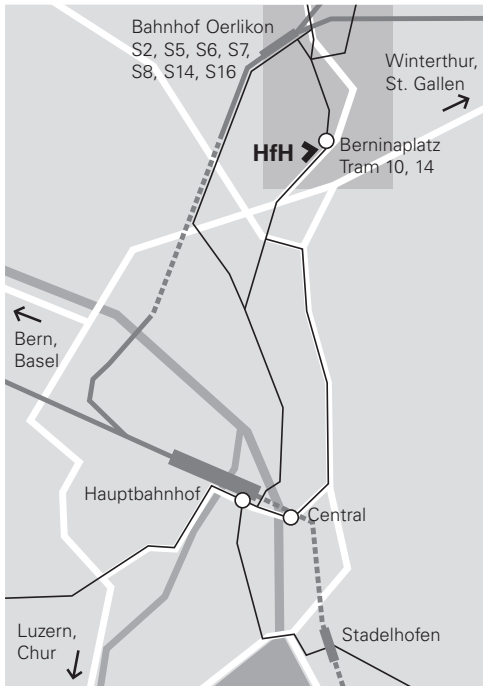 Bahnhof Oerlikon
S2, S5, S6, S7,
S8, S14, S16
Winterthur,
St. Gallen
HfH
Berninaplatz
Tram 10, 14
Bern,
Basel
Hauptbahnhof
Central
Luzern,
Chur
Stadelhofen